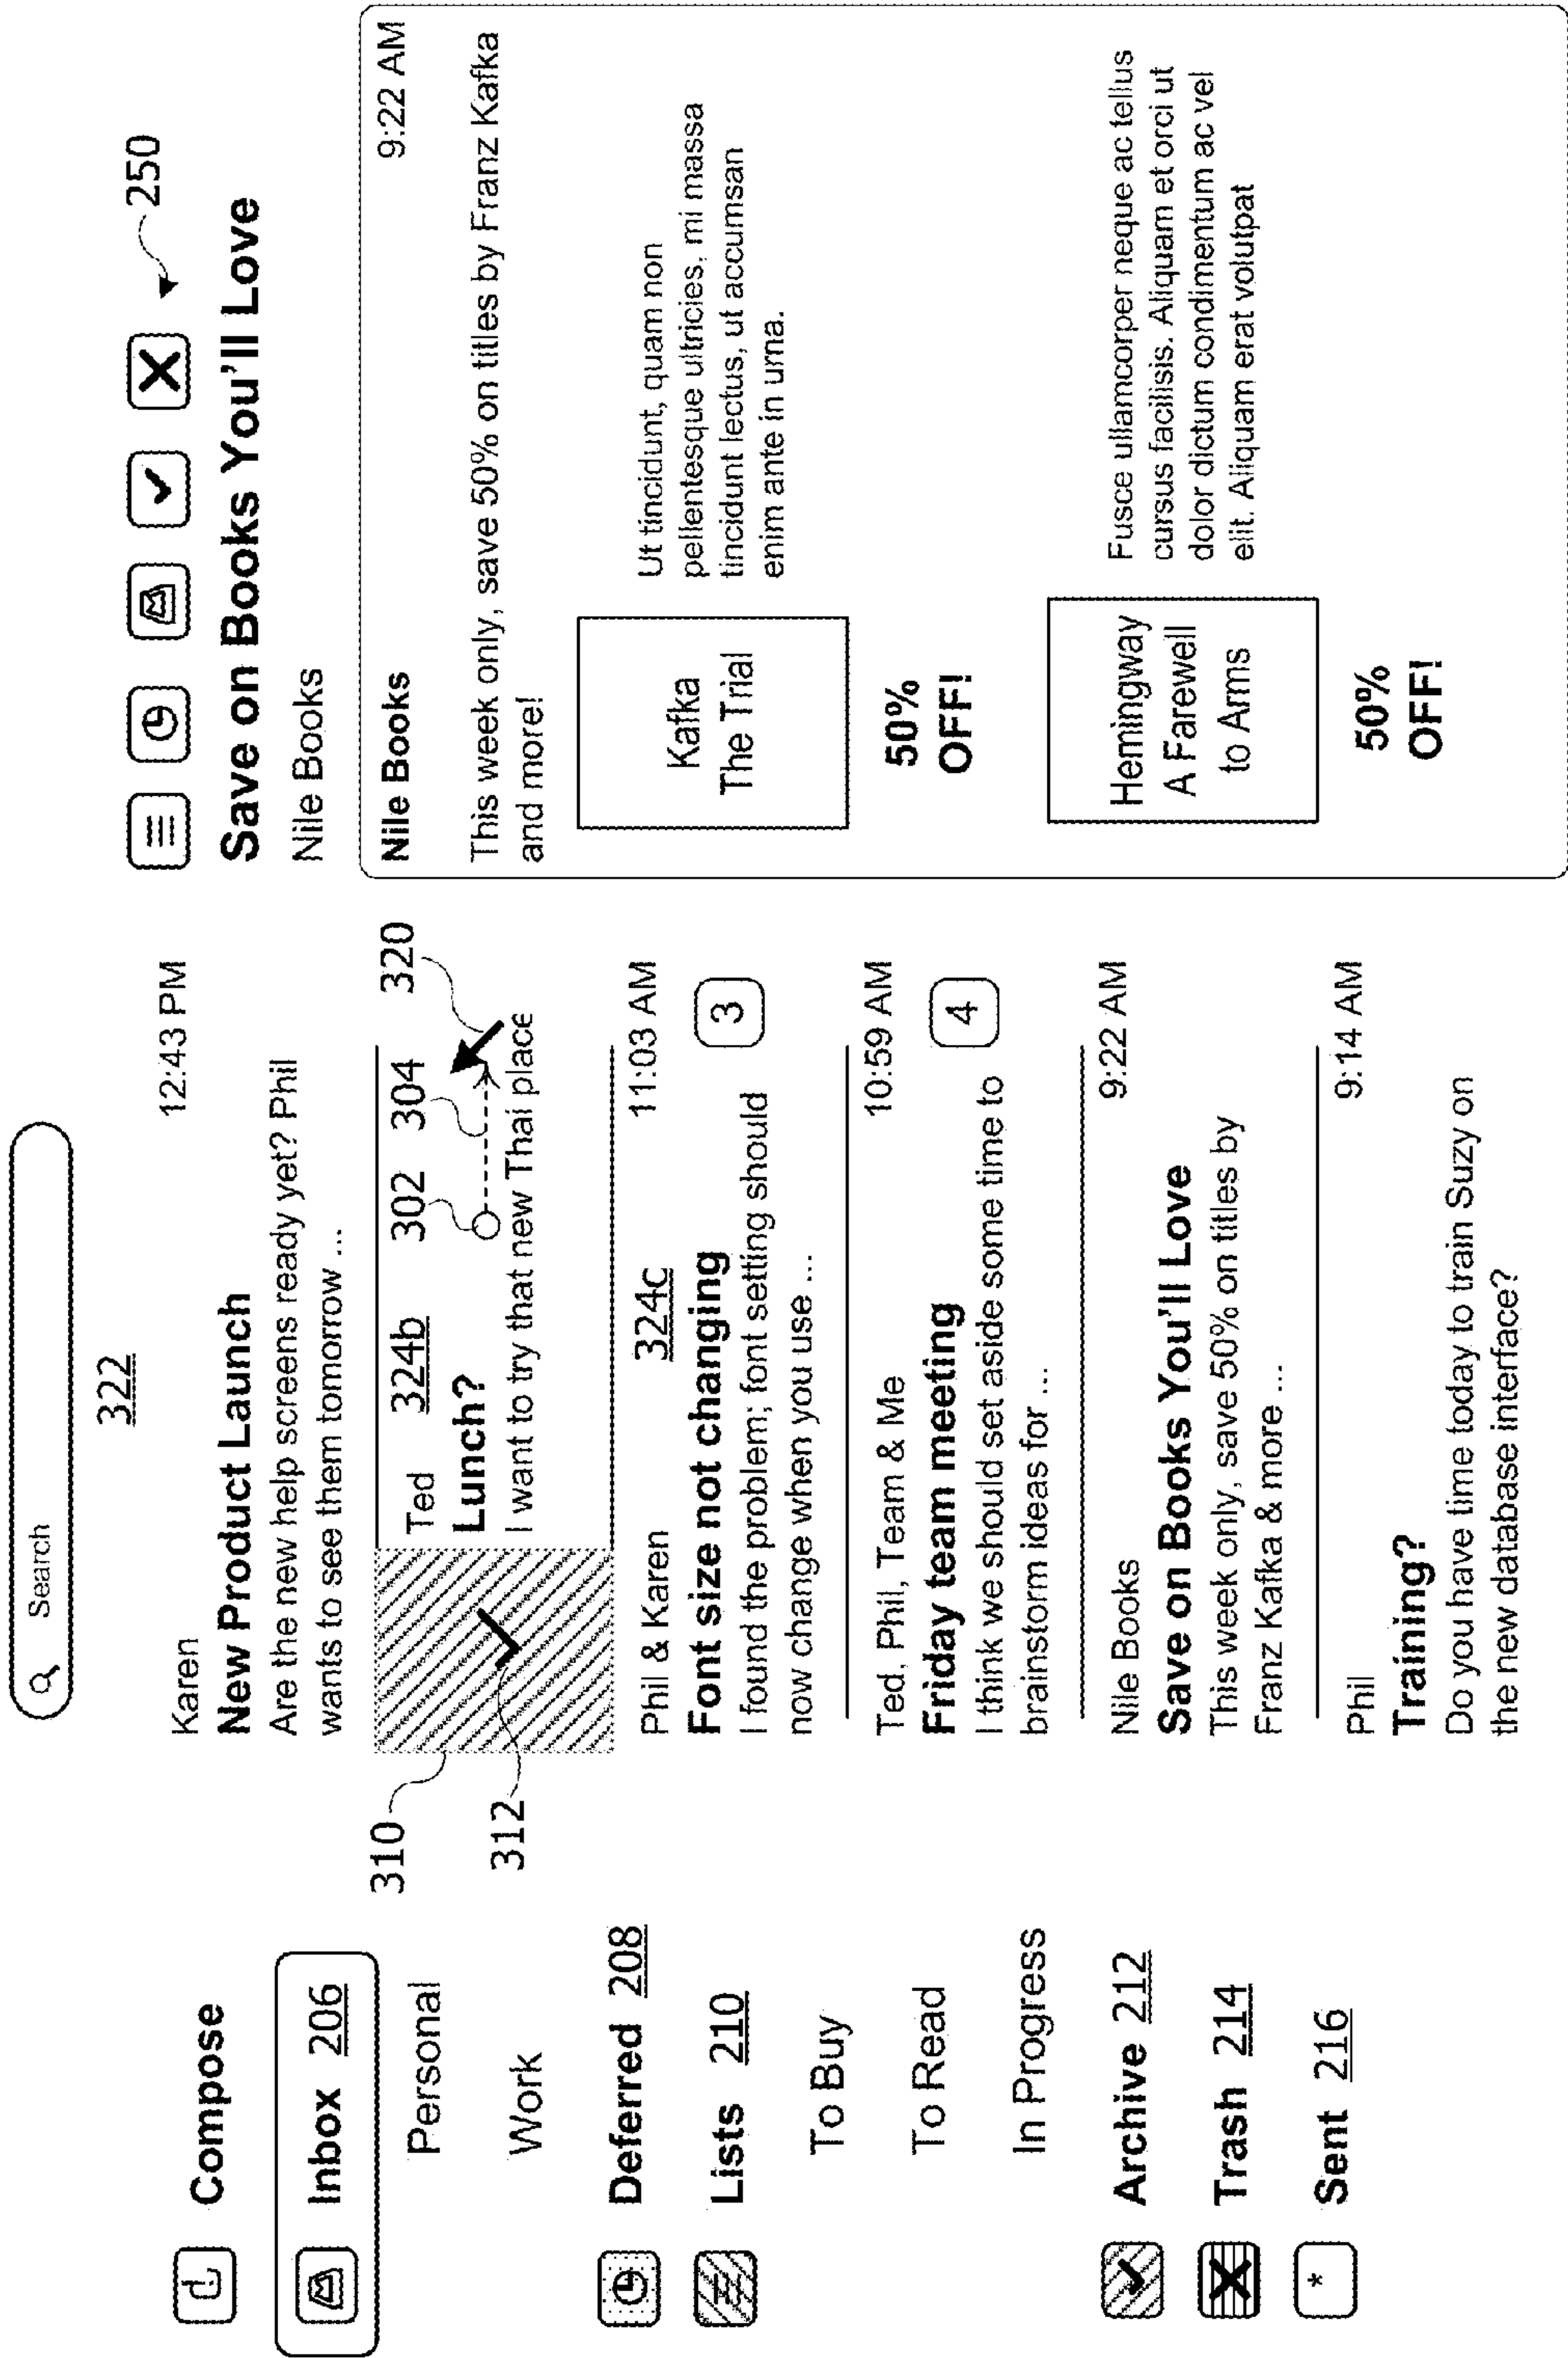 Compose
Inbox 206
Personal
Work
Deferred 208
Lists 210
To Buy
To Read
In Progress
Archive 212
Trash 214
Sent 216
*
Search
322
Karen 12:43 PM
New Product Launch
Are the new help screens ready yet? Phil
wants to see them tomorrow ...
310
312
Ted 324b 302 304 320
Lunch?
I want to try that new Thai place
Phil & Karen 324c 11:03 AM
Font size not changing 3
I found the problem; font setting should
now change when you use ...
Ted, Phil, Team & Me 10:59 AM
Friday team meeting 4
I think we should set aside some time to
brainstorm ideas for ...
Nile Books 9:22 AM
Save on Books You'll Love
This week only, save 50% on titles by
Franz Kafka & more ...
Phil 9:14 AM
Training?
Do you have time today to train Suzy on
the new database interface?
250
Save on Books You'll Love
Nile Books
Nile Books 9:22 AM
This week only, save 50% on titles by Franz Kafka
and more!
Kafka
The Trial
50%
OFF!
Ut tincidunt, quam non
pellentesque ultricies, mi massa
tincidunt lectus, ut accumsan
enim ante in urna.
Hemingway
A Farewell
to Arms
50%
OFF!
Fusce ullamcorper neque ac tellus
cursus facilisis. Aliquam et orci ut
dolor dictum condimentum ac vel
elit. Aliquam erat volutpat